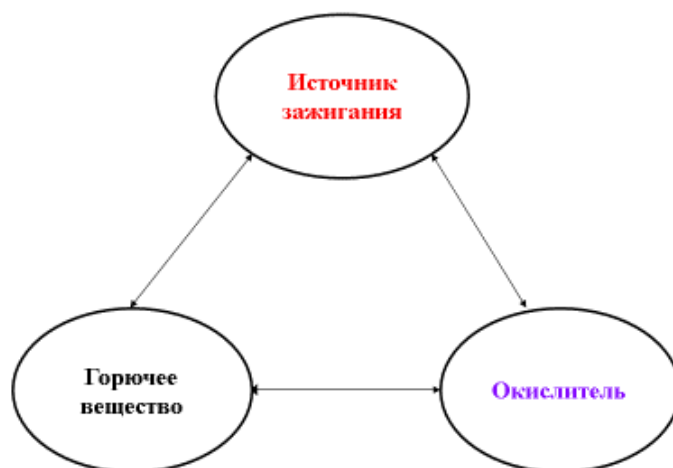 Источник
зажигания
Горючее
вещество
Окислитель